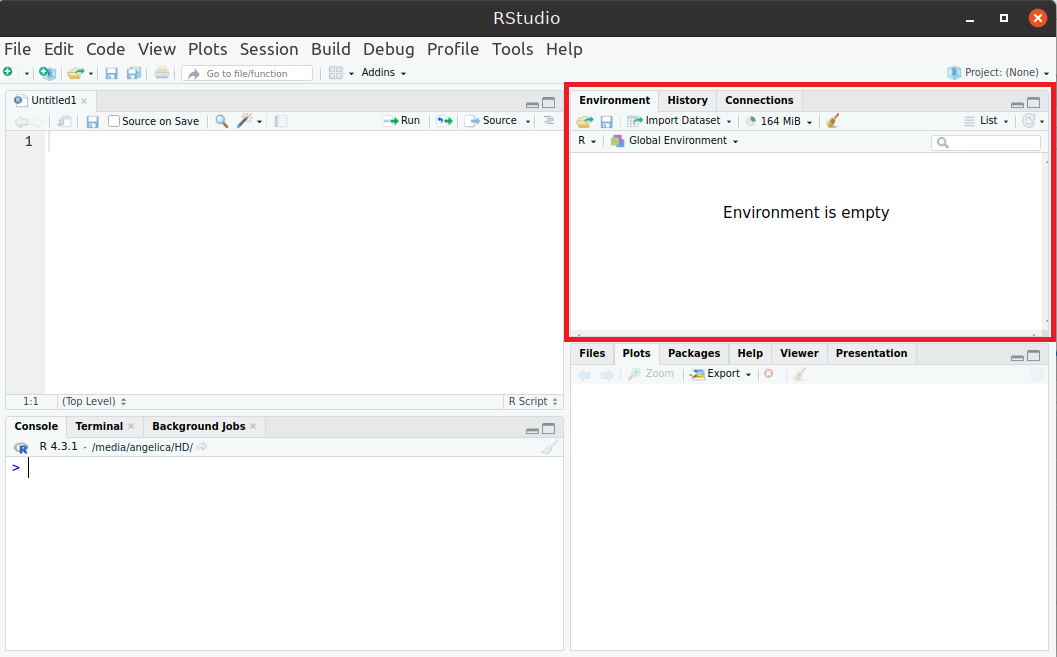 RStudio
File Edit Code View Plots Session Build Debug Profile Tools Help
Go to file/function Addins Project: (None)
Untitled1
Source on Save Run Source
1
1:1 (Top Level) R Script
Console Terminal Background Jobs
R 4.3.1 · /media/angelica/HD/
>
Environment History Connections
Import Dataset 164 MiB List
R Global Environment
Environment is empty
Files Plots Packages Help Viewer Presentation
Zoom Export